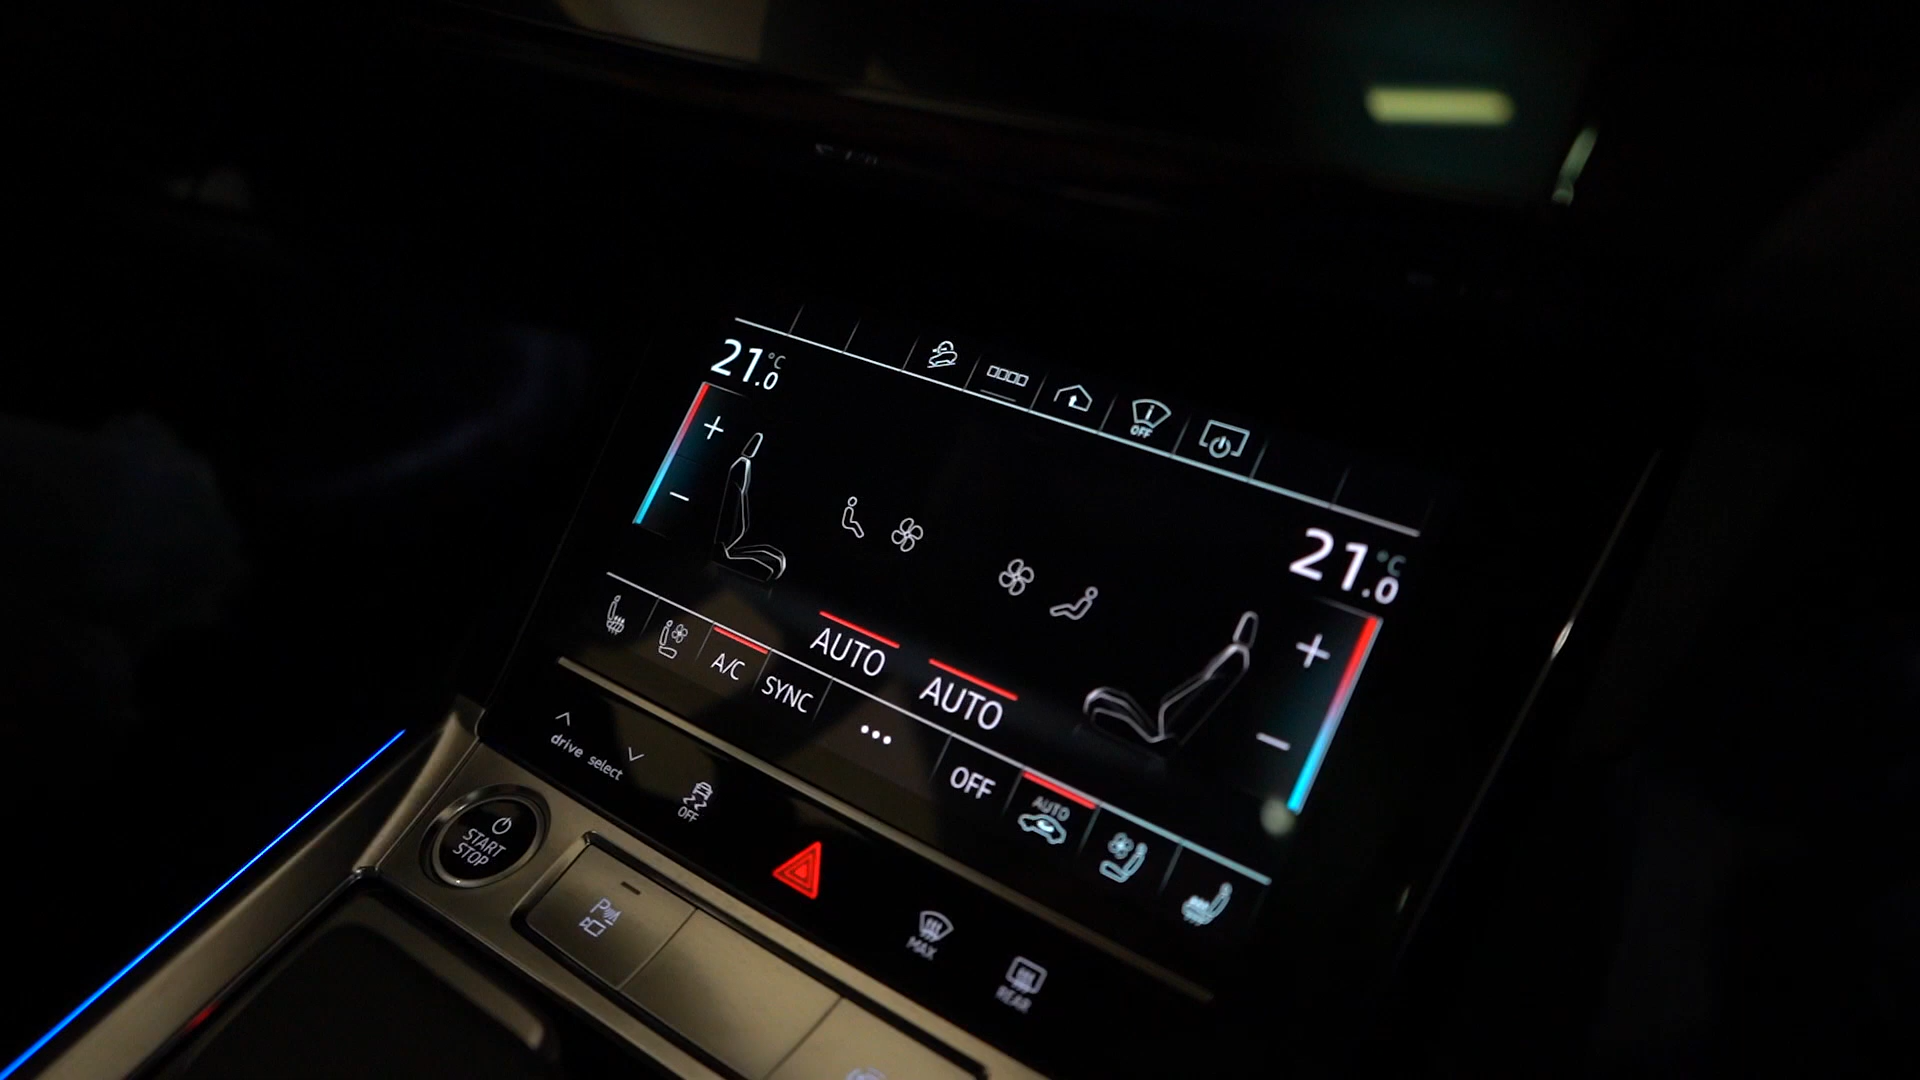 21.0 °C
OFF
21.0 °C
+
−
+
−
AUTO
AUTO
A/C
SYNC
...
OFF
AUTO
drive select
OFF
START
STOP
P
MAX
REAR